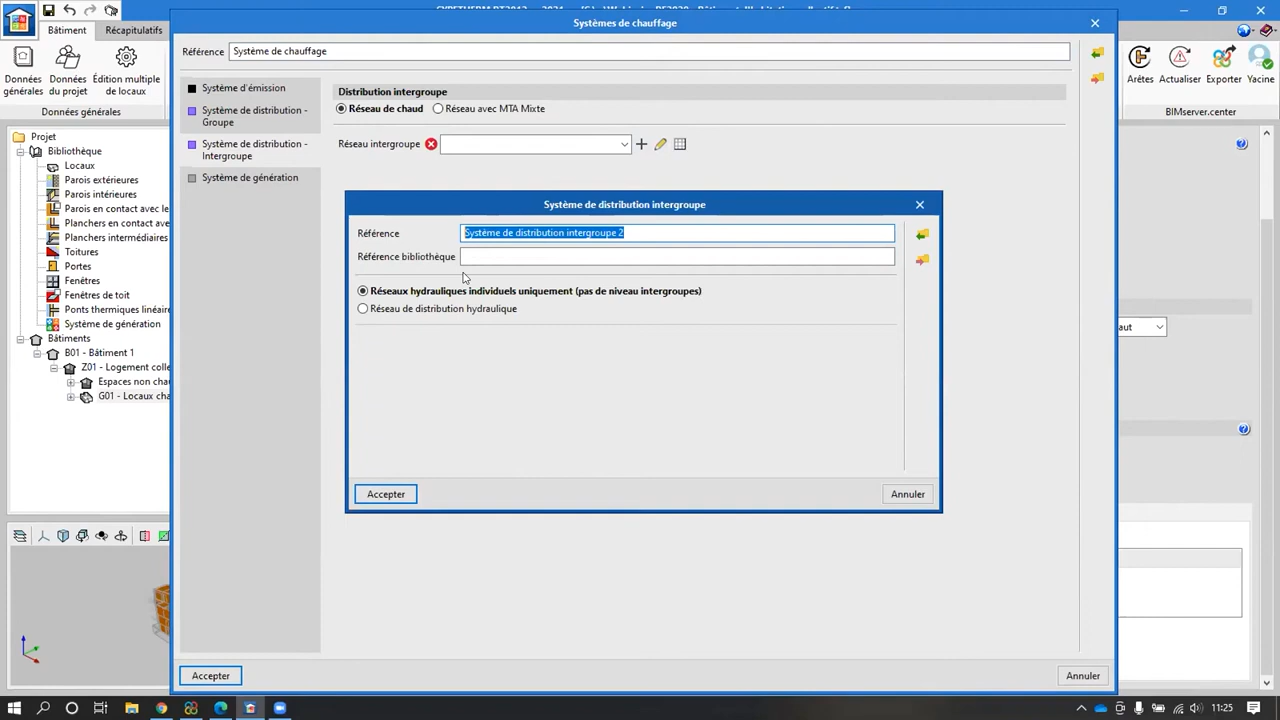 Systèmes de chauffage
Bâtiment Récapitulatifs
Données générales
Données du projet
Édition multiple de locaux
Données générales
Référence Système de chauffage
Système d'émission
Système de distribution - Groupe
Système de distribution - Intergroupe
Système de génération
Distribution intergroupe
Réseau de chaud Réseau avec MTA Mixte
Réseau intergroupe
Système de distribution intergroupe
Référence Système de distribution intergroupe 2
Référence bibliothèque
Réseaux hydrauliques individuels uniquement (pas de niveau intergroupes)
Réseau de distribution hydraulique
Accepter Annuler
Accepter Annuler
Arêtes Actualiser Exporter Yacine
BIMserver.center
Projet
Bibliothèque
Locaux
Parois extérieures
Parois intérieures
Parois en contact avec le
Planchers en contact ave
Planchers intermédiaires
Toitures
Portes
Fenêtres
Fenêtres de toit
Ponts thermiques linéaire
Système de génération
Bâtiments
B01 - Bâtiment 1
Z01 - Logement colle
Espaces non cha
G01 - Locaux cha
aut
11:25